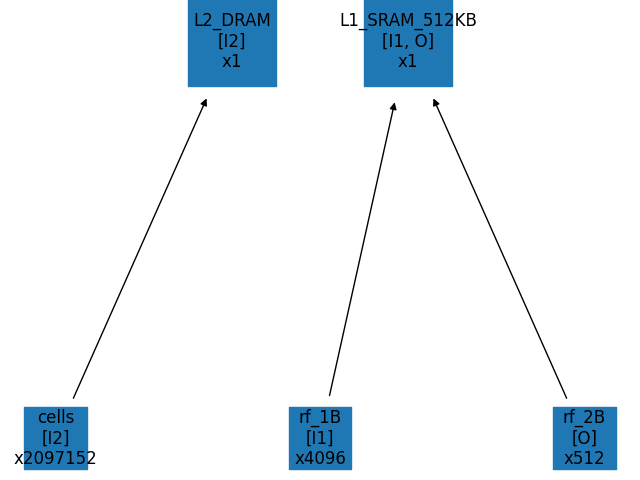 L2_DRAM
[I2]
x1
L1_SRAM_512KB
[I1, O]
x1
cells
[I2]
x2097152
rf_1B
[I1]
x4096
rf_2B
[O]
x512